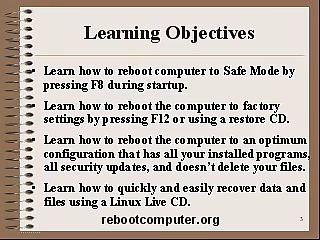 Learning Objectives
• Learn how to reboot computer to Safe Mode by
pressing F8 during startup.
• Learn how to reboot the computer to factory
settings by pressing F12 or using a restore CD.
• Learn how to reboot the computer to an optimum
configuration that has all your installed programs,
all security updates, and doesn't delete your files.
• Learn how to quickly and easily recover data and
files using a Linux Live CD.
rebootcomputer.org
3